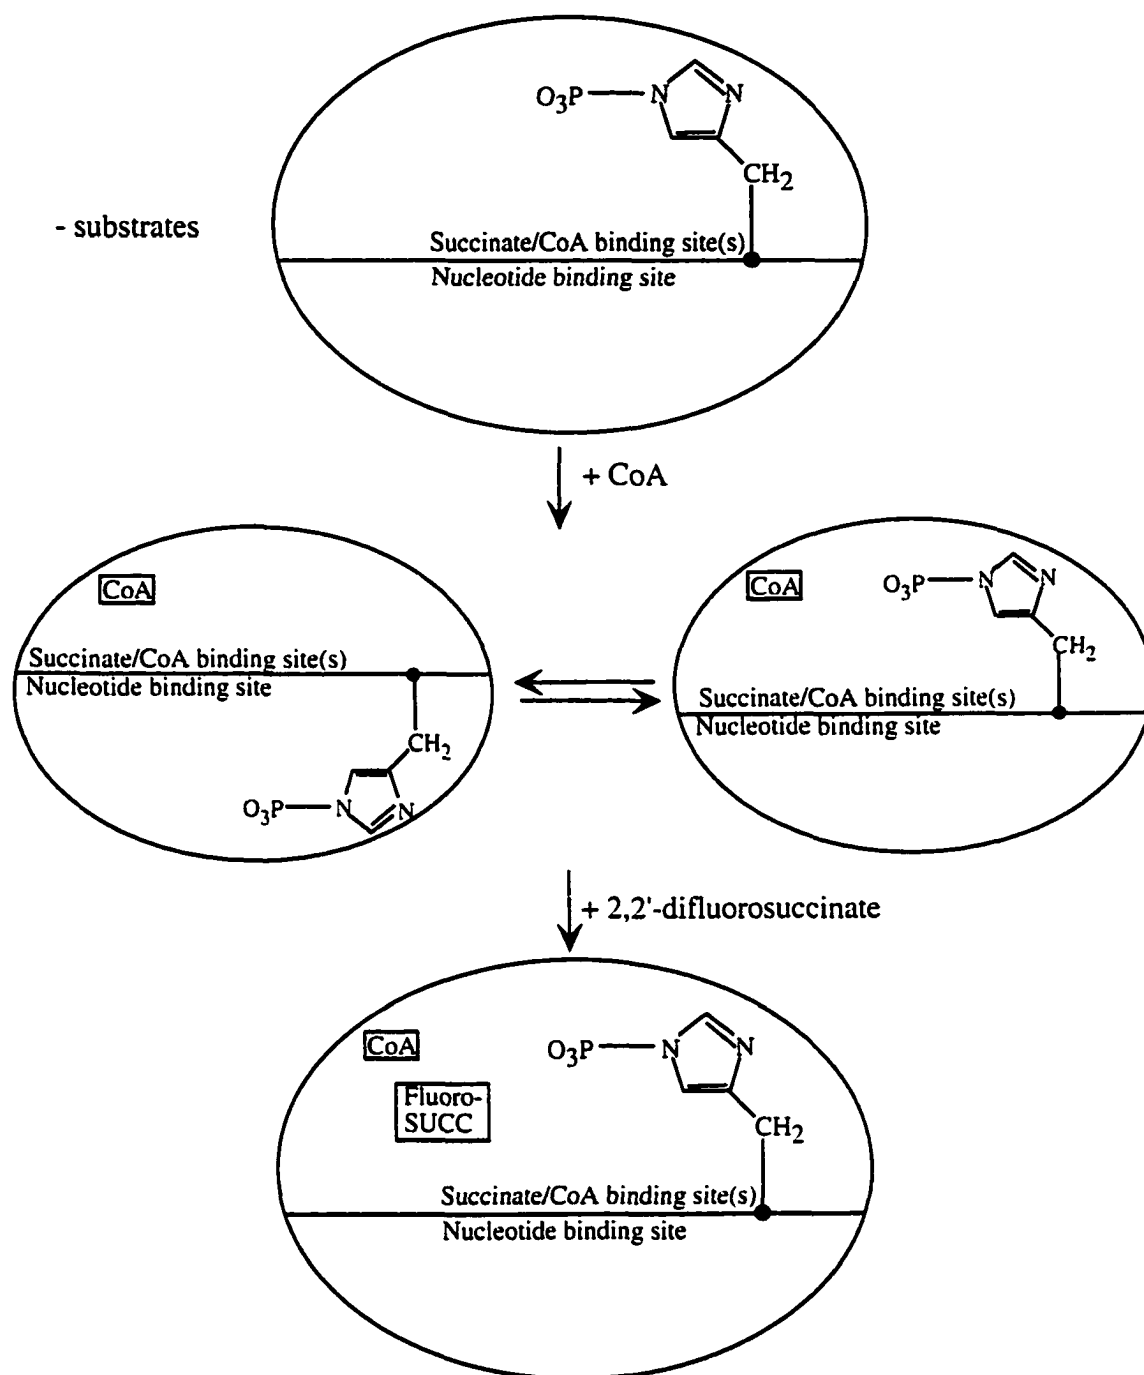 O3P N N
CH2
- substrates
Succinate/CoA binding site(s)
Nucleotide binding site
+ CoA
CoA
Succinate/CoA binding site(s)
Nucleotide binding site
CH2
O3P N N
CoA
O3P N N
CH2
Succinate/CoA binding site(s)
Nucleotide binding site
+ 2,2'-difluorosuccinate
CoA
O3P N N
Fluoro-
SUCC
CH2
Succinate/CoA binding site(s)
Nucleotide binding site